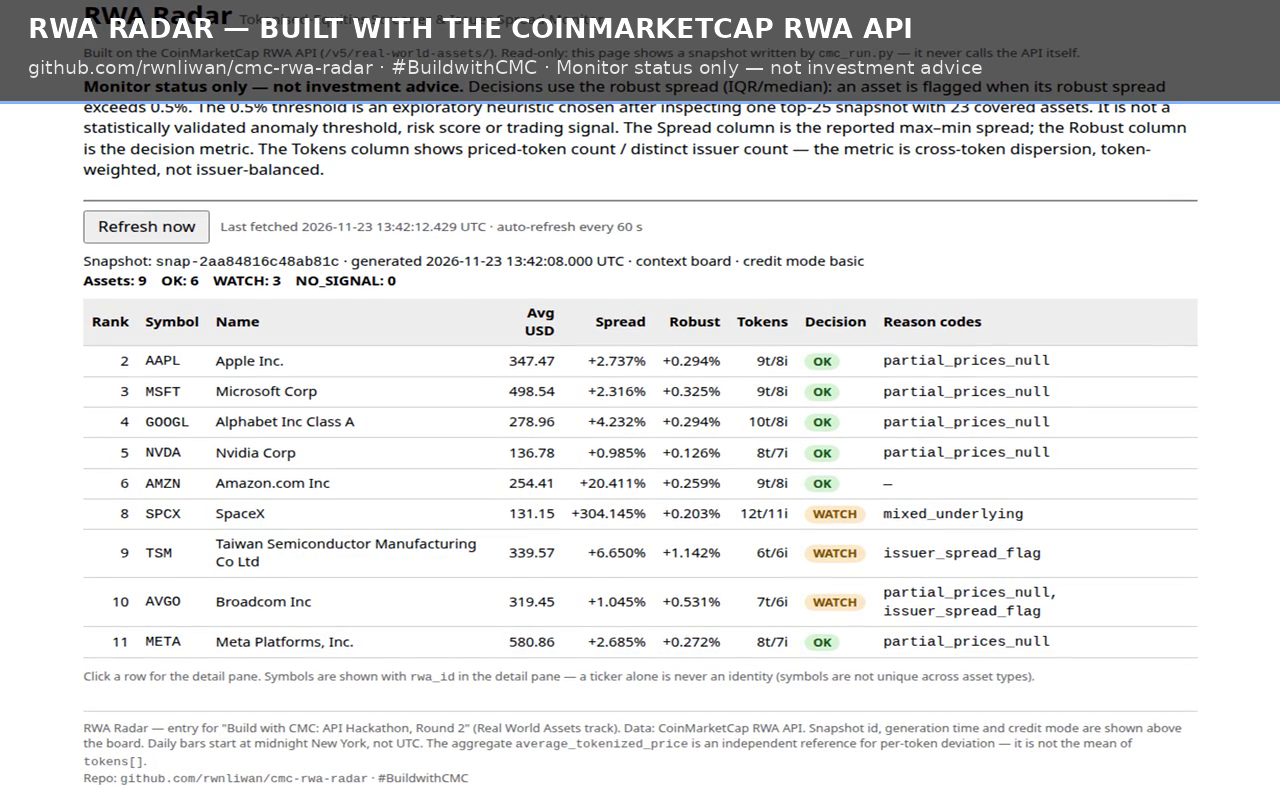 RWA Radar
RWA RADAR — BUILT WITH THE COINMARKETCAP RWA API
Built on the CoinMarketCap RWA API (/v5/real-world-assets/). Read-only: this page shows a snapshot written by cmc_run.py — it never calls the API itself.
github.com/rwnliwan/cmc-rwa-radar · #BuildwithCMC · Monitor status only — not investment advice
Monitor status only — not investment advice. Decisions use the robust spread (IQR/median): an asset is flagged when its robust spread
exceeds 0.5%. The 0.5% threshold is an exploratory heuristic chosen after inspecting one top-25 snapshot with 23 covered assets. It is not a
statistically validated anomaly threshold, risk score or trading signal. The Spread column is the reported max–min spread; the Robust column
is the decision metric. The Tokens column shows priced-token count / distinct issuer count — the metric is cross-token dispersion, token-
weighted, not issuer-balanced.
Refresh now Last fetched 2026-11-23 13:42:12.429 UTC · auto-refresh every 60 s
Snapshot: snap-2aa84816c48ab81c · generated 2026-11-23 13:42:08.000 UTC · context board · credit mode basic
Assets: 9 OK: 6 WATCH: 3 NO_SIGNAL: 0
Rank Symbol Name Avg USD Spread Robust Tokens Decision Reason codes
2 AAPL Apple Inc. 347.47 +2.737% +0.294% 9t/8i OK partial_prices_null
3 MSFT Microsoft Corp 498.54 +2.316% +0.325% 9t/8i OK partial_prices_null
4 GOOGL Alphabet Inc Class A 278.96 +4.232% +0.294% 10t/8i OK partial_prices_null
5 NVDA Nvidia Corp 136.78 +0.985% +0.126% 8t/7i OK partial_prices_null
6 AMZN Amazon.com Inc 254.41 +20.411% +0.259% 9t/8i OK —
8 SPCX SpaceX 131.15 +304.145% +0.203% 12t/11i WATCH mixed_underlying
9 TSM Taiwan Semiconductor Manufacturing Co Ltd 339.57 +6.650% +1.142% 6t/6i WATCH issuer_spread_flag
10 AVGO Broadcom Inc 319.45 +1.045% +0.531% 7t/6i WATCH partial_prices_null, issuer_spread_flag
11 META Meta Platforms, Inc. 580.86 +2.685% +0.272% 8t/7i OK partial_prices_null
Click a row for the detail pane. Symbols are shown with rwa_id in the detail pane — a ticker alone is never an identity (symbols are not unique across asset types).
RWA Radar — entry for "Build with CMC: API Hackathon, Round 2" (Real World Assets track). Data: CoinMarketCap RWA API. Snapshot id, generation time and credit mode are shown above
the board. Daily bars start at midnight New York, not UTC. The aggregate average_tokenized_price is an independent reference for per-token deviation — it is not the mean of
tokens[].
Repo: github.com/rwnliwan/cmc-rwa-radar · #BuildwithCMC